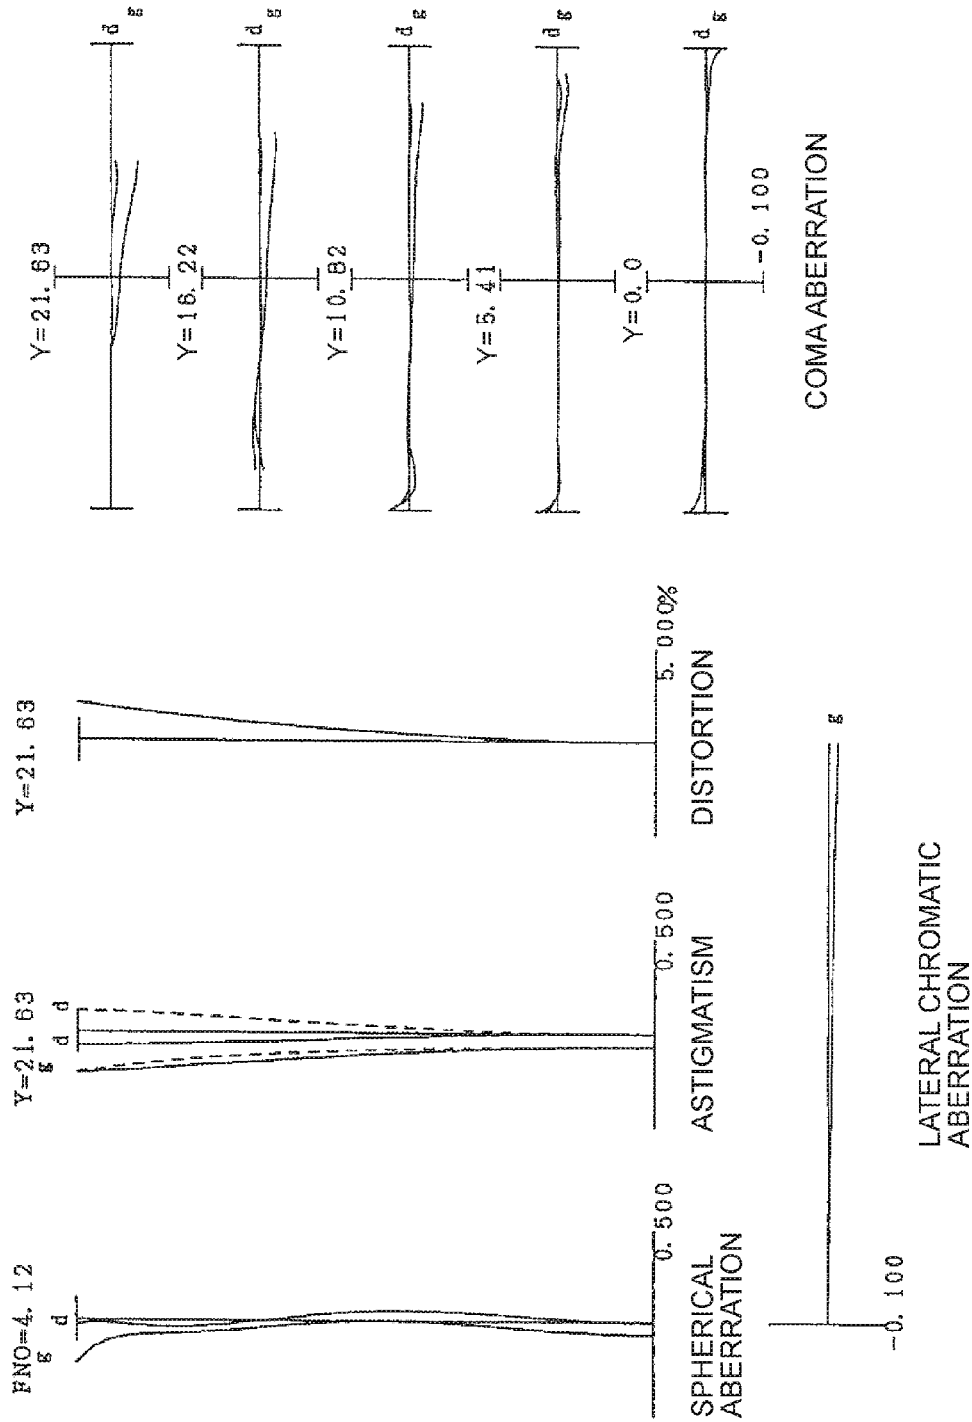 FNO=4.12
g
d
0.500
SPHERICAL
ABERRATION
Y=21.63
g
d
d
0.500
ASTIGMATISM
Y=21.63
5.000%
DISTORTION
Y=21.63
d
g
Y=16.22
d
g
Y=10.82
d
g
Y=5.41
d
g
Y=0.0
d
g
-0.100
COMA ABERRATION
g
-0.100
LATERAL CHROMATIC
ABERRATION